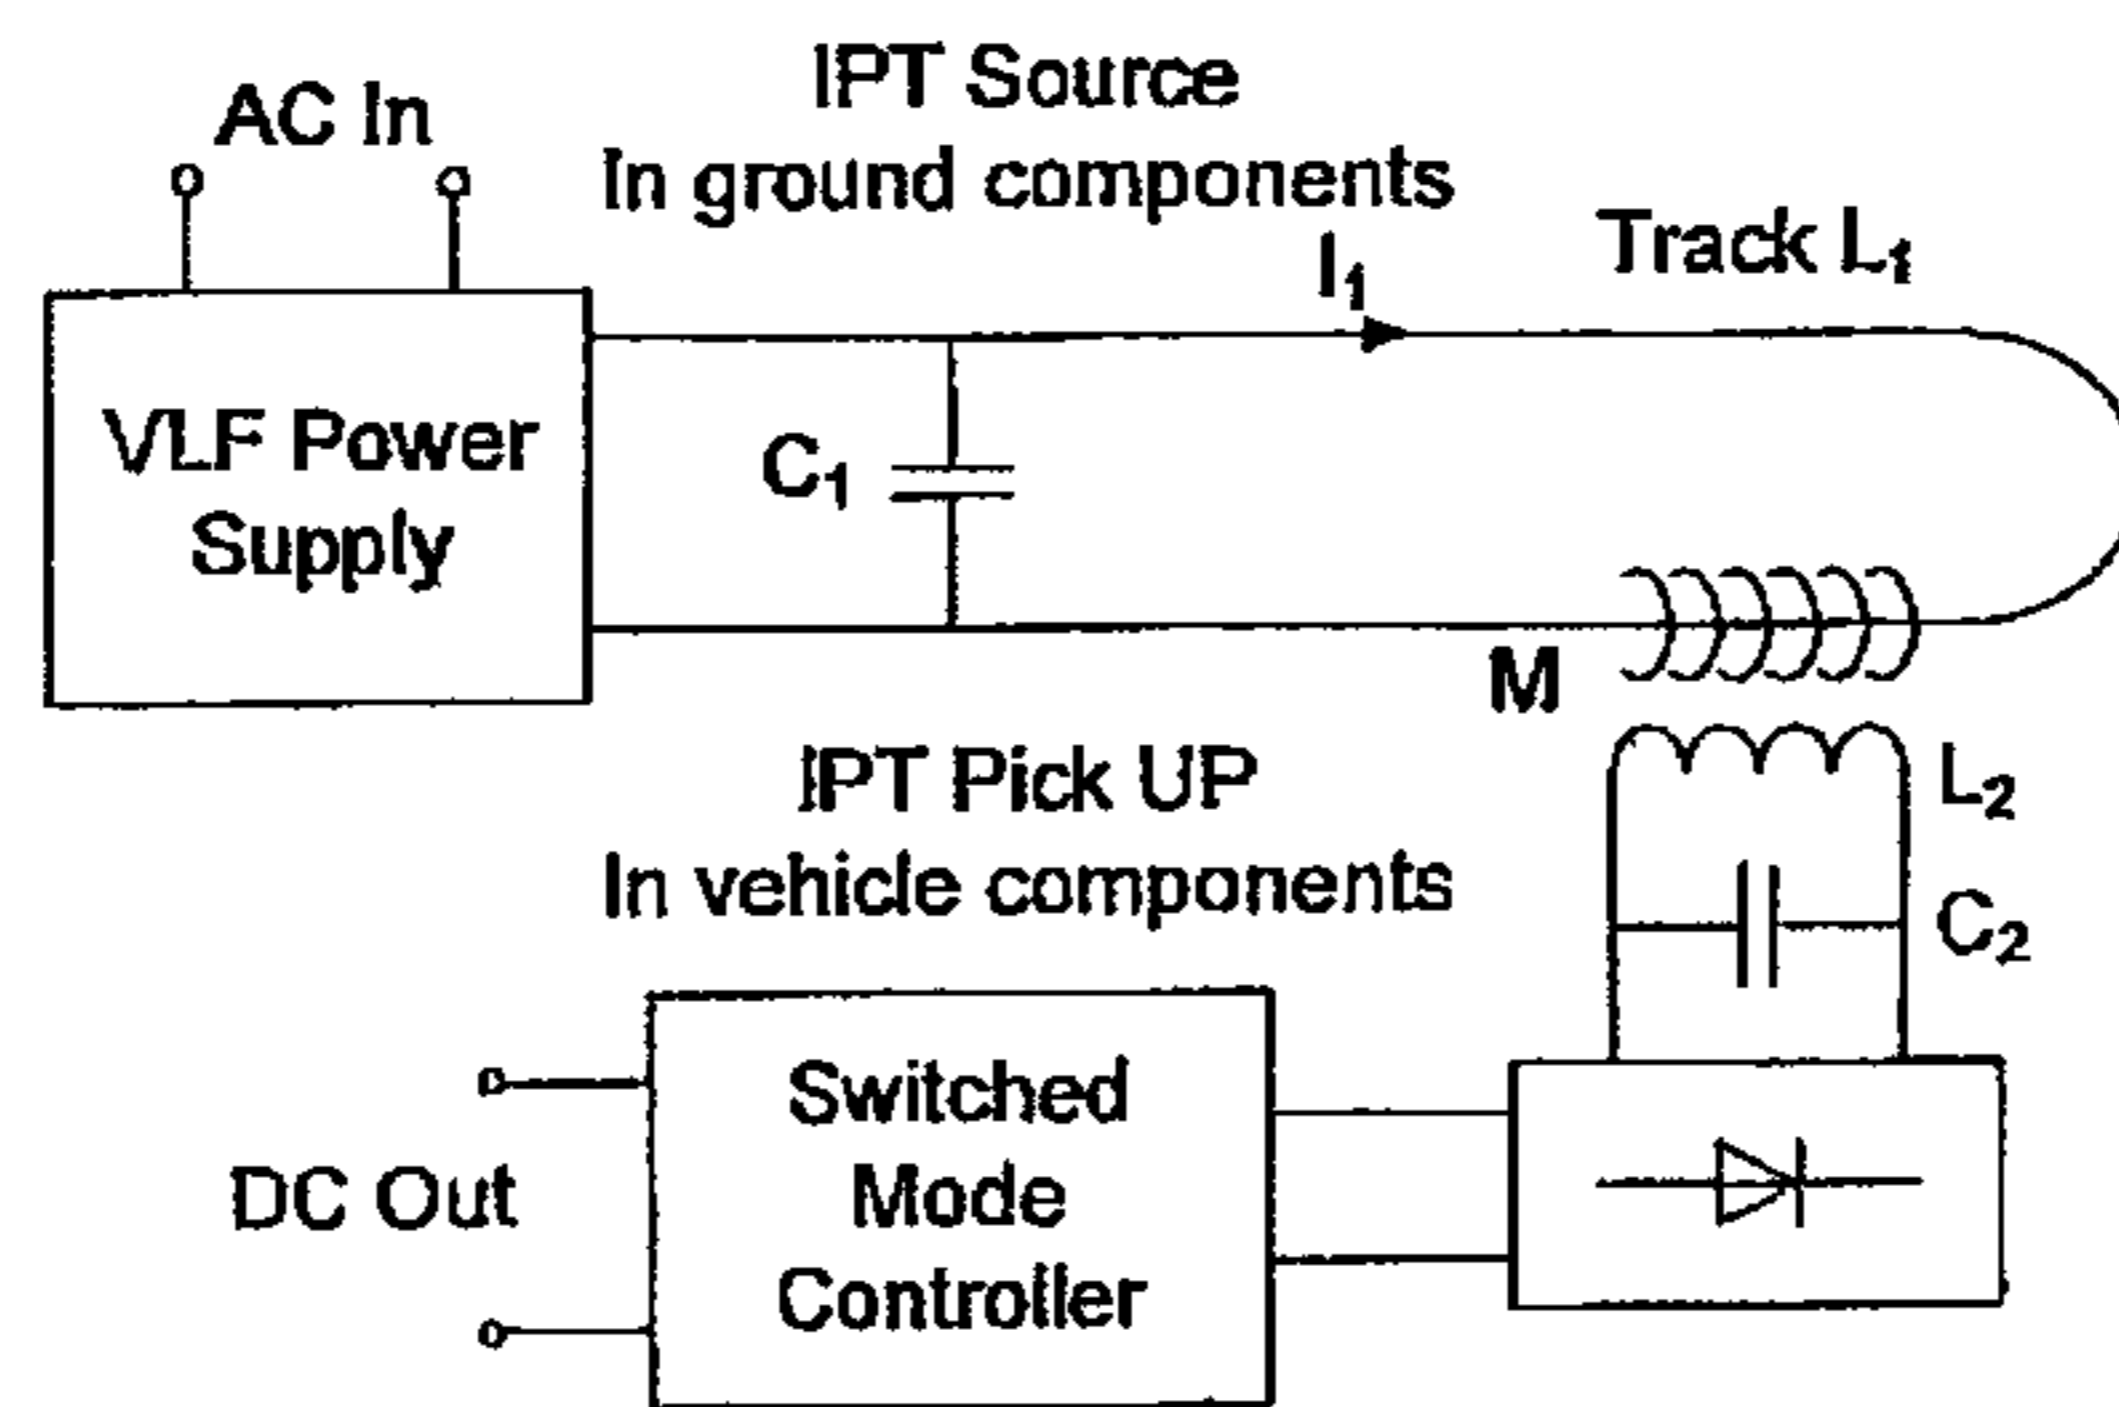 AC In
IPT Source
In ground components
I₁
Track L₁
VLF Power
Supply
C₁
M
IPT Pick UP
In vehicle components
L₂
C₂
Switched
Mode
Controller
DC Out